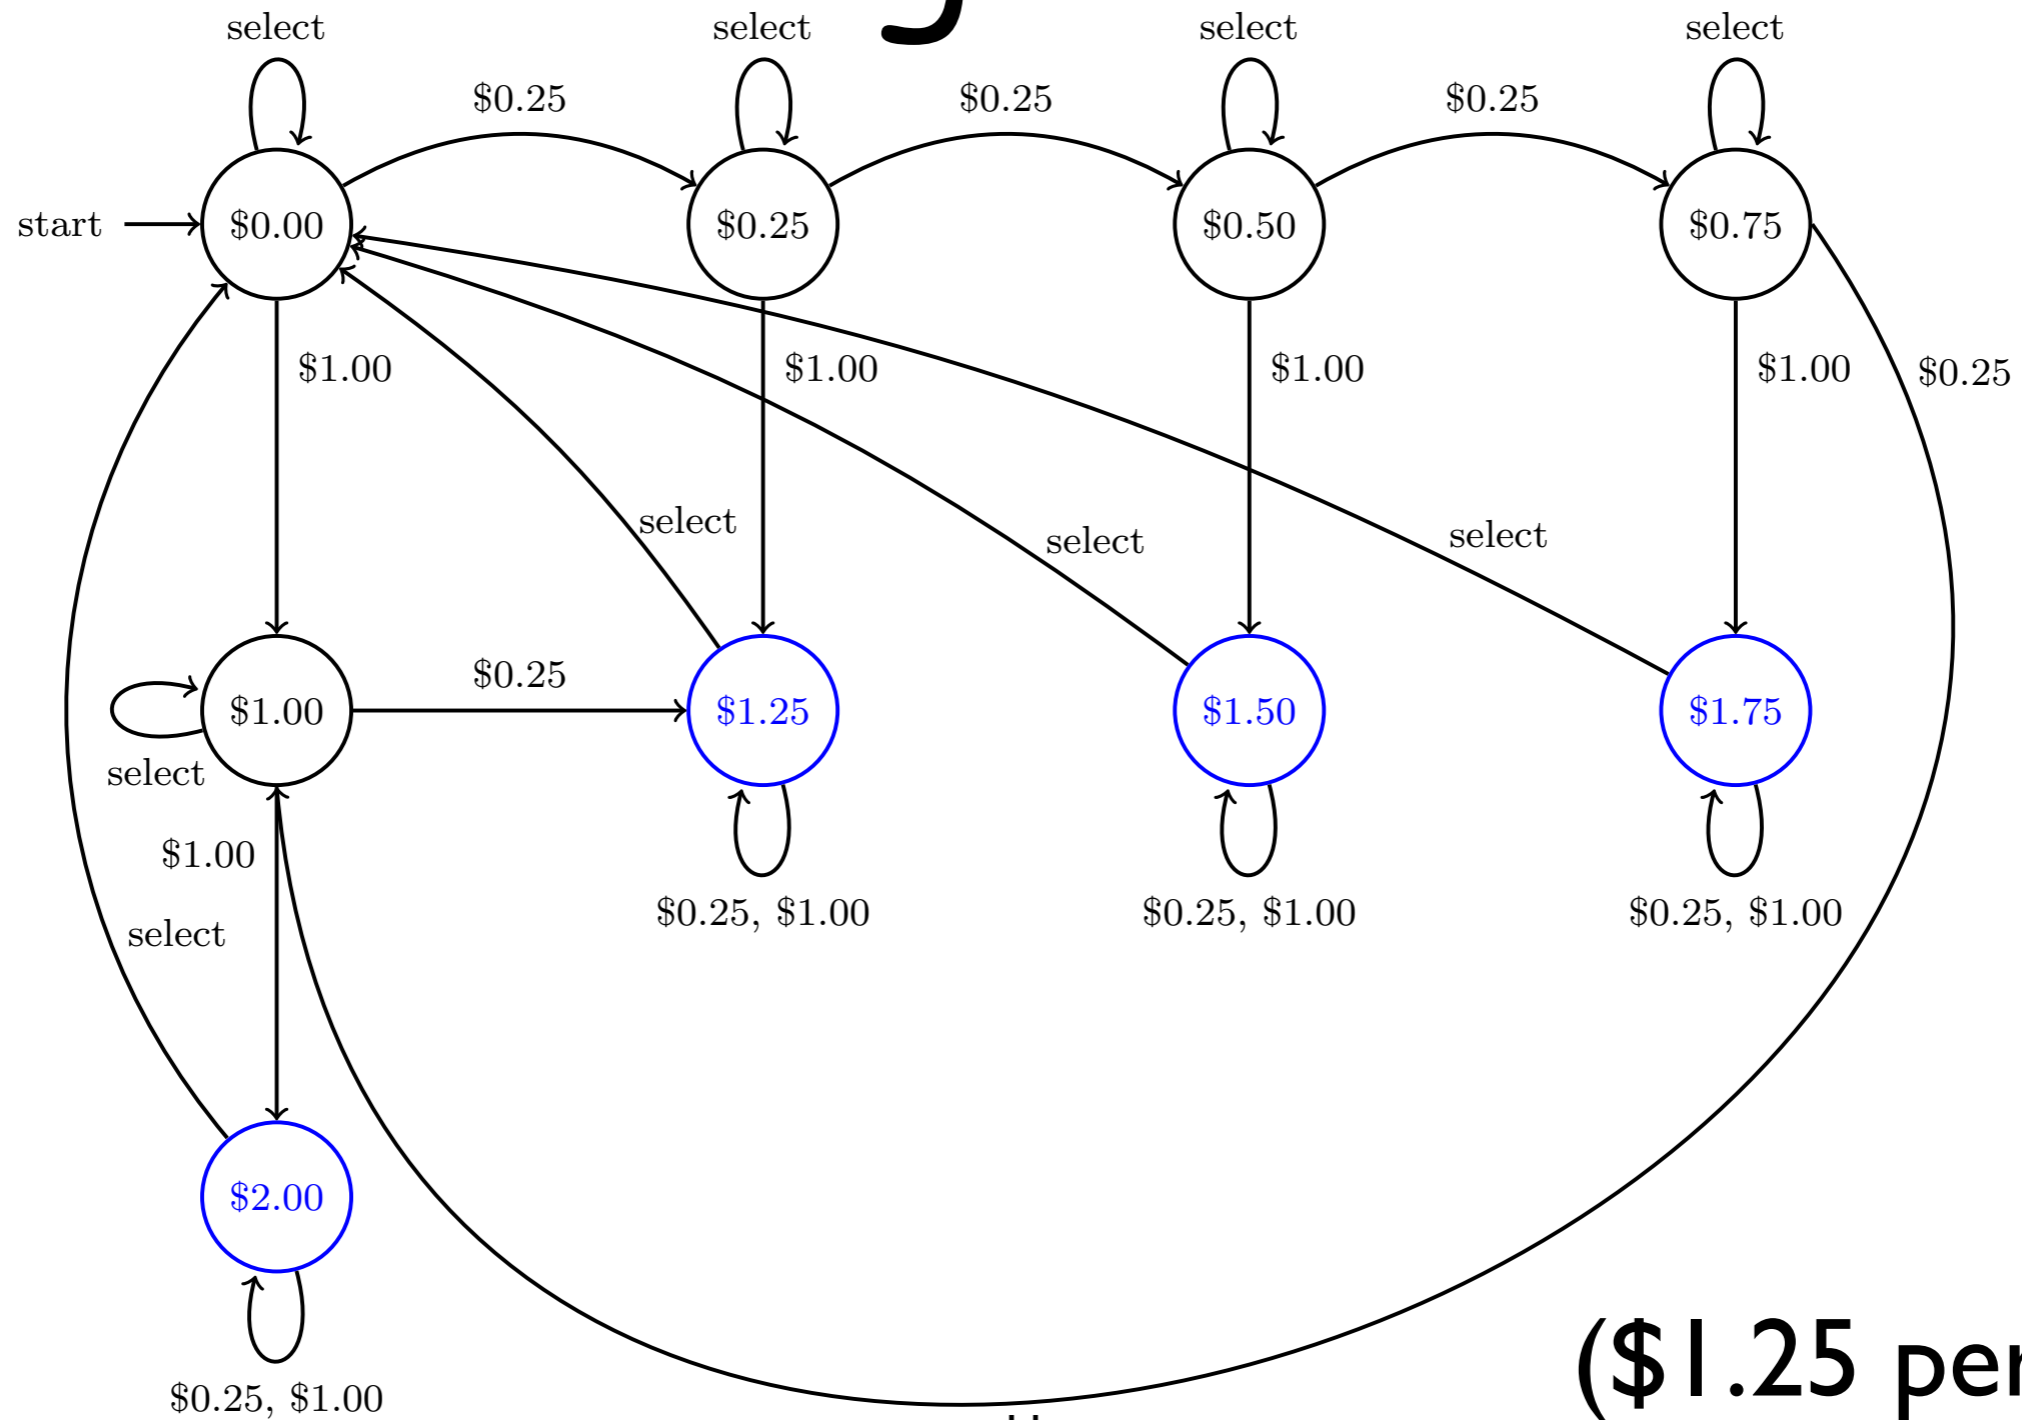 select select select select
$0.25 $0.25 $0.25
start $0.00 $0.25 $0.50 $0.75
$1.00 $1.00 $1.00 $1.00 $0.25
select select select
$0.25
$1.00 $1.25 $1.50 $1.75
select
$1.00
$0.25, $1.00 $0.25, $1.00 $0.25, $1.00
select
$2.00
($1.25 per
$0.25, $1.00